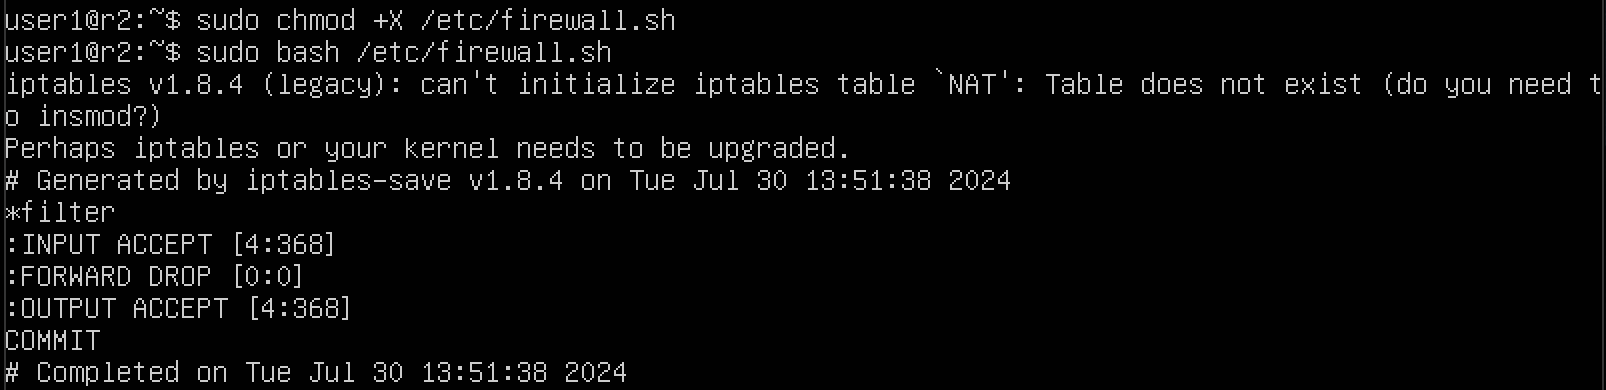 user1@r2:~$ sudo chmod +X /etc/firewall.sh
user1@r2:~$ sudo bash /etc/firewall.sh
iptables v1.8.4 (legacy): can't initialize iptables table `NAT': Table does not exist (do you need t
o insmod?)
Perhaps iptables or your kernel needs to be upgraded.
# Generated by iptables-save v1.8.4 on Tue Jul 30 13:51:38 2024
*filter
:INPUT ACCEPT [4:368]
:FORWARD DROP [0:0]
:OUTPUT ACCEPT [4:368]
COMMIT
# Completed on Tue Jul 30 13:51:38 2024